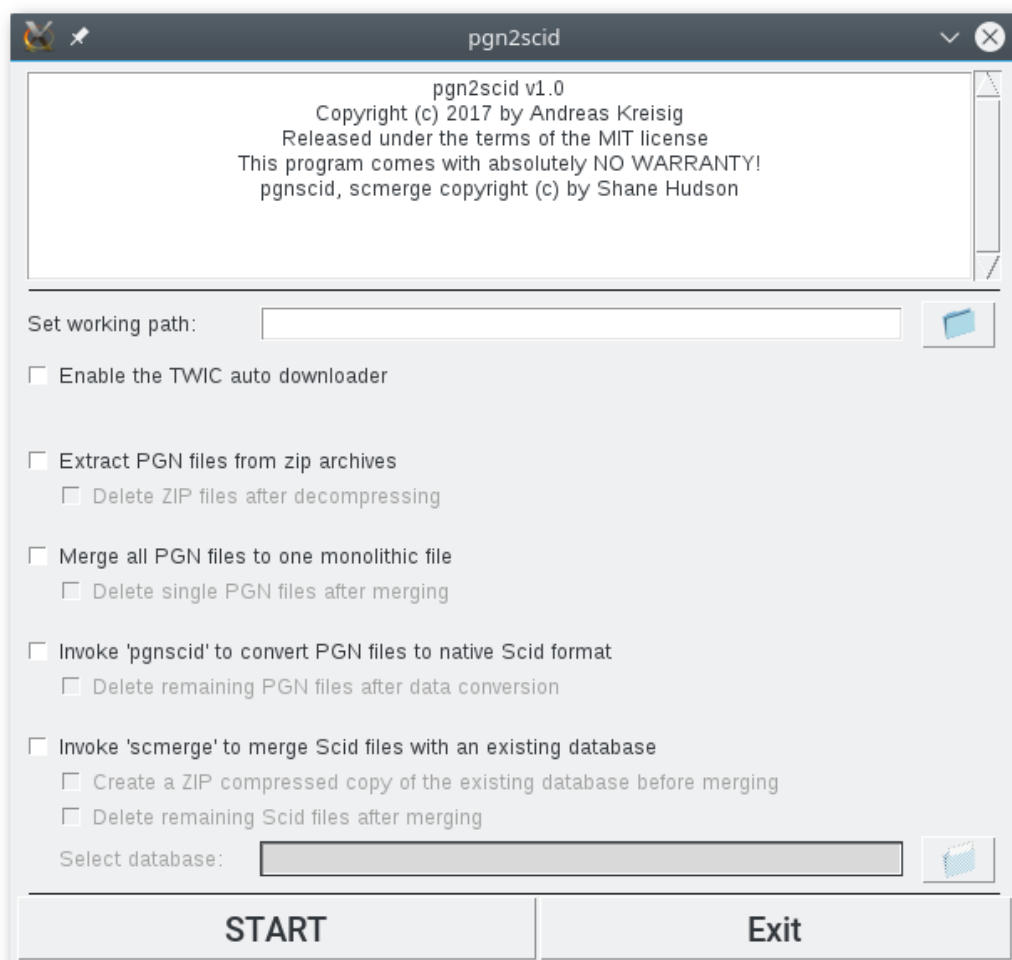 pgn2scid
pgn2scid v1.0
Copyright (c) 2017 by Andreas Kreisig
Released under the terms of the MIT license
This program comes with absolutely NO WARRANTY!
pgnscid, scmerge copyright (c) by Shane Hudson
Set working path:
Enable the TWIC auto downloader
Extract PGN files from zip archives
Delete ZIP files after decompressing
Merge all PGN files to one monolithic file
Delete single PGN files after merging
Invoke 'pgnscid' to convert PGN files to native Scid format
Delete remaining PGN files after data conversion
Invoke 'scmerge' to merge Scid files with an existing database
Create a ZIP compressed copy of the existing database before merging
Delete remaining Scid files after merging
Select database:
START Exit